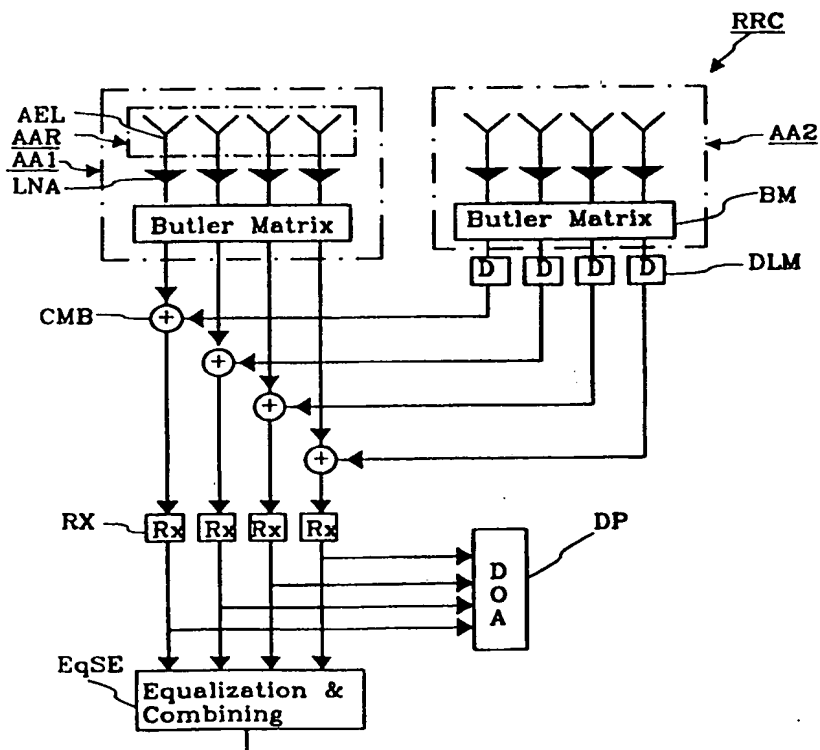 RRC
AEL
AAR
AA1
LNA
AA2
Butler Matrix
Butler Matrix
BM
D D D D
DLM
CMB
+
+
+
+
RX
Rx Rx Rx Rx
DP
D
O
A
EqSE
Equalization &
Combining